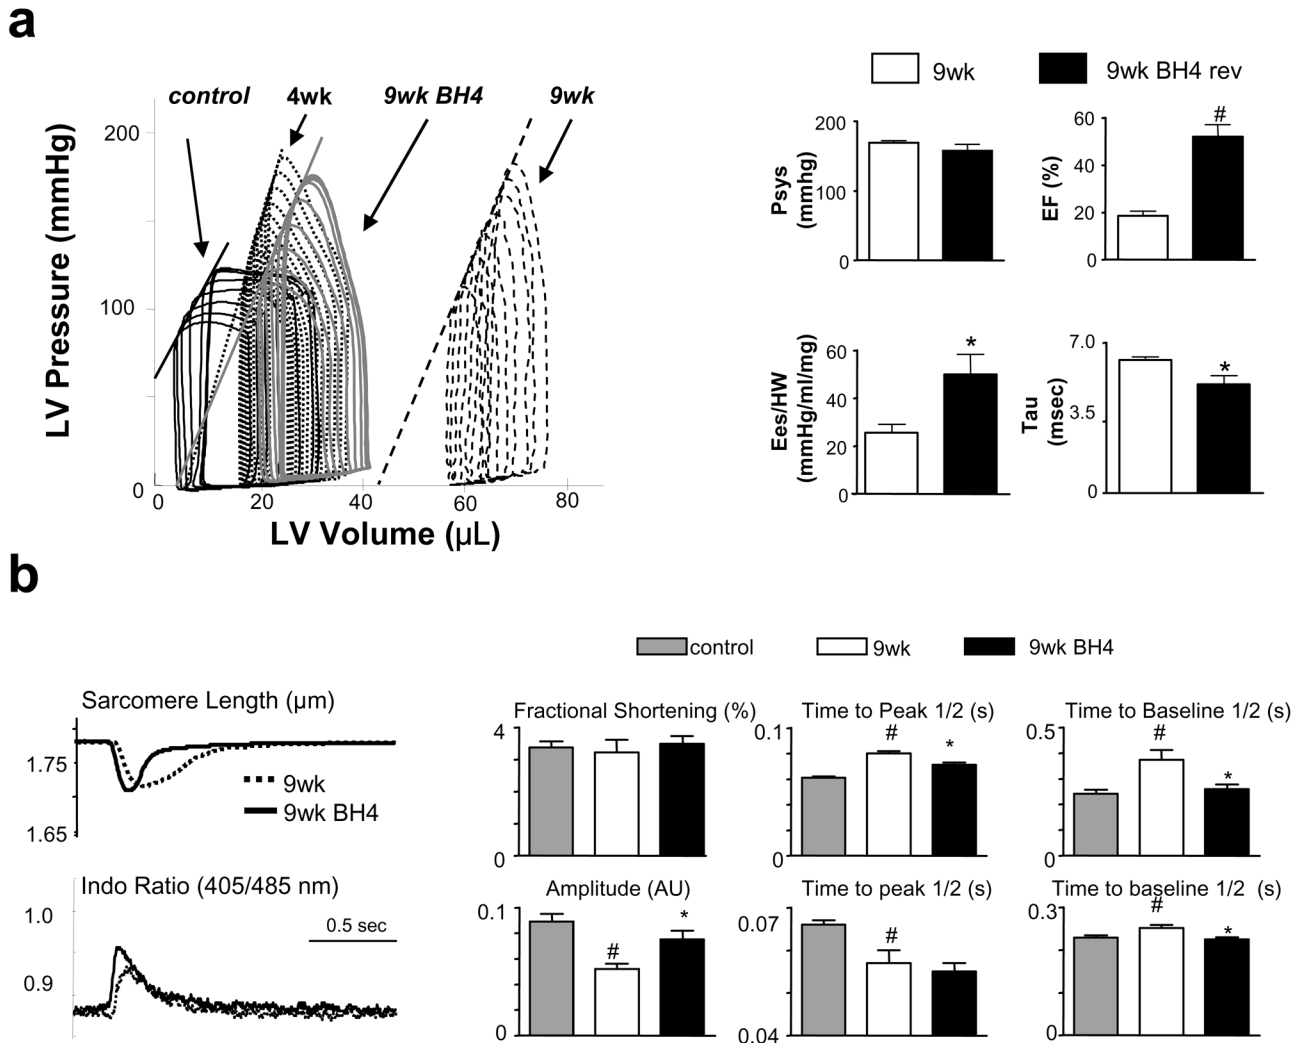 a
control
4wk
9wk BH4
9wk
LV Pressure (mmHg)
200
100
0
0
20
40
60
80
LV Volume (µL)
9wk
9wk BH4 rev
Psys
(mmhg)
200
100
0
EF (%)
60
40
20
0
#
Ees/HW
(mmHg/ml/mg)
60
40
20
0
*
Tau
(msec)
7.0
3.5
0
*
b
control
9wk
9wk BH4
Sarcomere Length (µm)
1.75
1.65
9wk
9wk BH4
Fractional Shortening (%)
4
0
Time to Peak 1/2 (s)
0.1
0
#
*
Time to Baseline 1/2 (s)
0.5
0
#
*
Indo Ratio (405/485 nm)
1.0
0.9
0.5 sec
Amplitude (AU)
0.1
0
#
*
Time to peak 1/2 (s)
0.07
0.04
#
Time to baseline 1/2 (s)
0.3
0
#
*